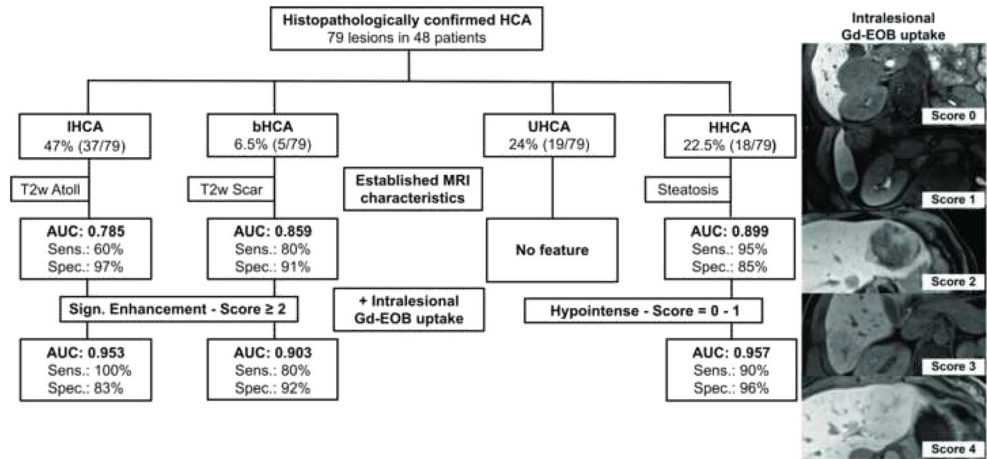 Histopathologically confirmed HCA
79 lesions in 48 patients
Intralesional
Gd-EOB uptake
IHCA
47% (37/79)
bHCA
6.5% (5/79)
UHCA
24% (19/79)
HHCA
22.5% (18/79)
T2w Atoll
T2w Scar
Established MRI
characteristics
Steatosis
AUC: 0.785
Sens.: 60%
Spec.: 97%
AUC: 0.859
Sens.: 80%
Spec.: 91%
No feature
AUC: 0.899
Sens.: 95%
Spec.: 85%
Sign. Enhancement - Score ≥ 2
+ Intralesional
Gd-EOB uptake
Hypointense - Score = 0 - 1
AUC: 0.953
Sens.: 100%
Spec.: 83%
AUC: 0.903
Sens.: 80%
Spec.: 92%
AUC: 0.957
Sens.: 90%
Spec.: 96%
Score 0
Score 1
Score 2
Score 3
Score 4